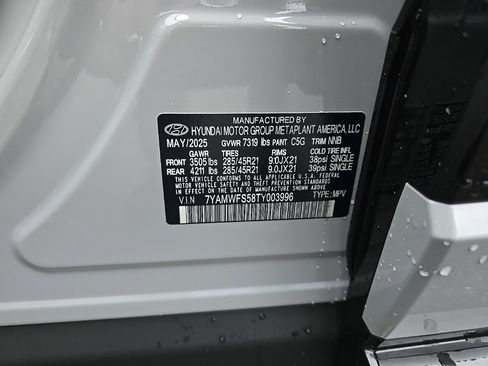 MANUFACTURED BY
HYUNDAI MOTOR GROUP METAPLANT AMERICA, LLC
MAY/2025 GVWR 7319 lbs PAINT C5G TRIM NNB
GAWR TIRES RIMS COLD TIRE INFL
FRONT 3505 lbs 285/45R21 9.0JX21 38psi SINGLE
REAR 4211 lbs 285/45R21 9.0JX21 39psi SINGLE
THIS VEHICLE CONFORMS TO ALL APPLICABLE U.S. FEDERAL MOTOR VEHICLE SAFETY AND THEFT PREVENTION STANDARDS IN EFFECT ON THE DATE OF MANUFACTURE SHOWN ABOVE.
VIN 7YAMWFS58TY003996 TYPE: MPV